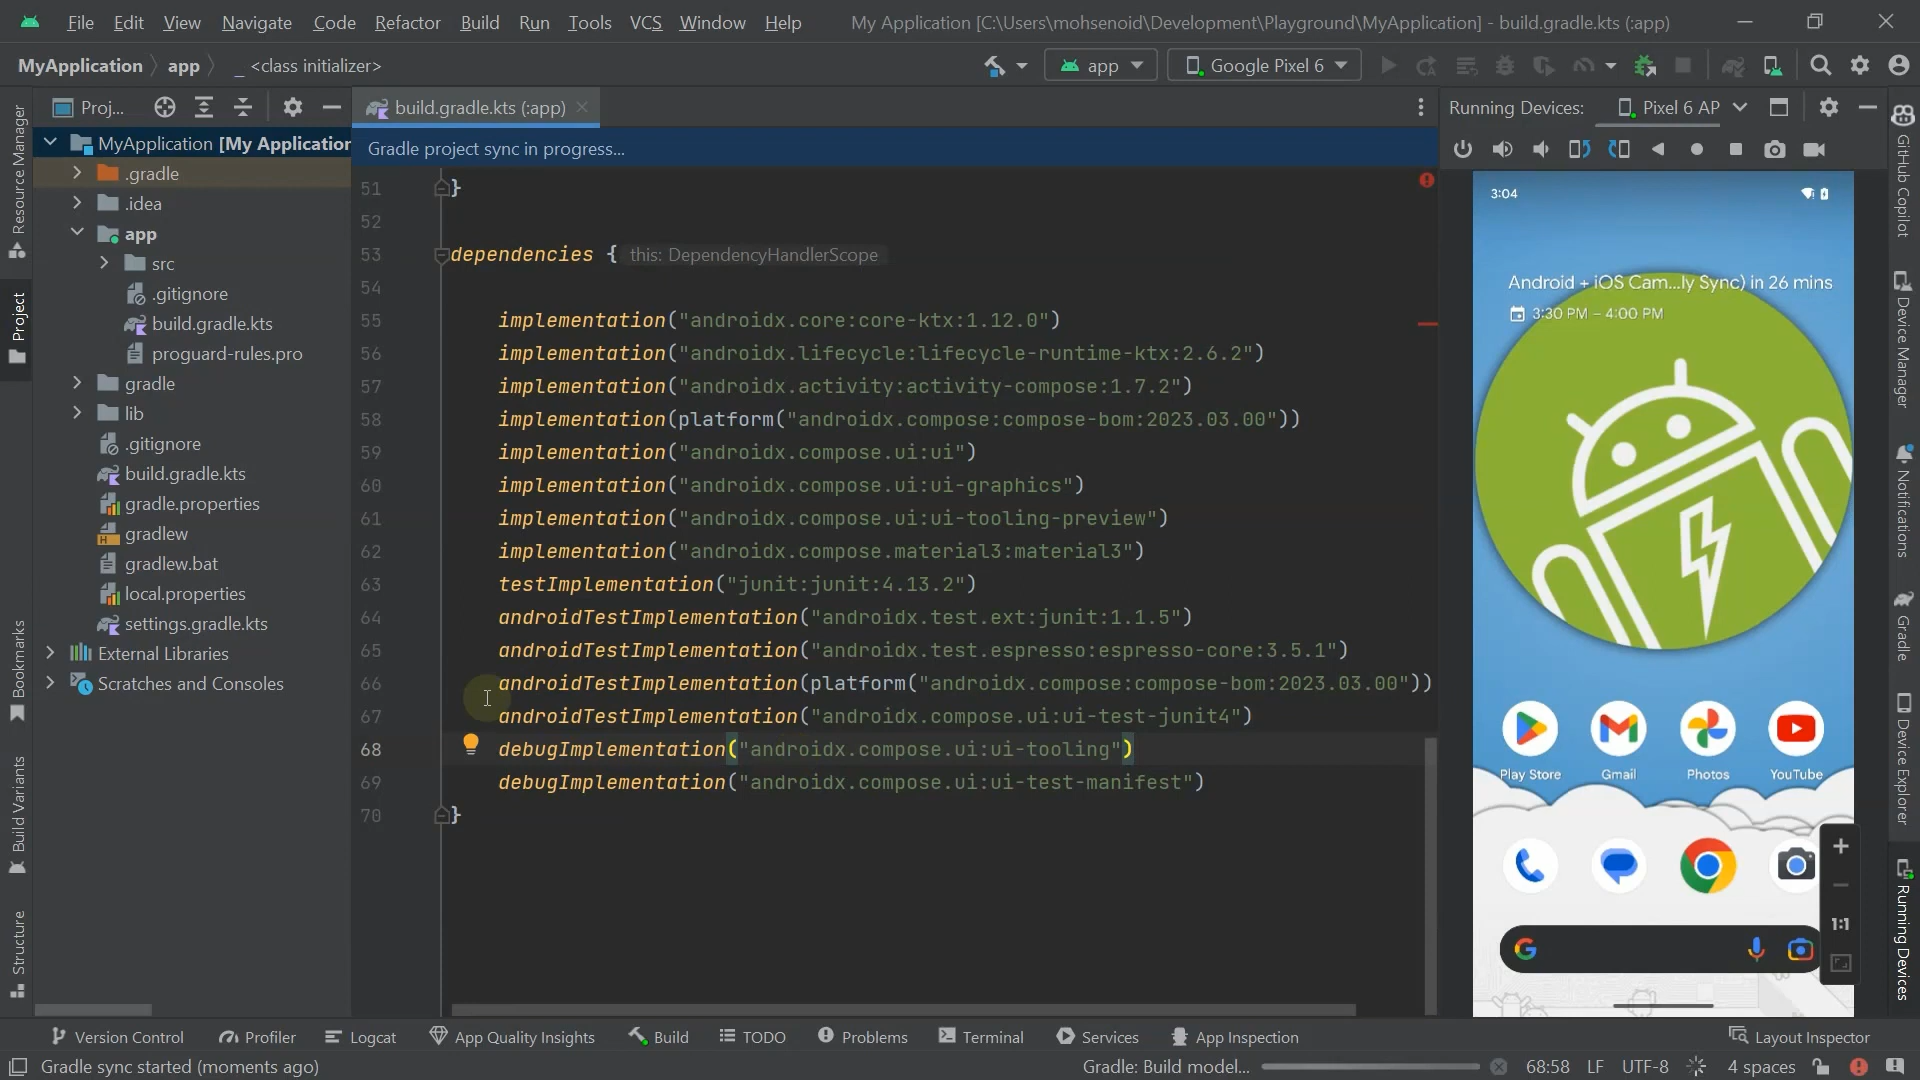 File Edit View Navigate Code Refactor Build Run Tools VCS Window Help My Application [C:\Users\mohsenoid\Development\Playground\MyApplication] - build.gradle.kts (:app)
MyApplication app <class initializer> app Google Pixel 6
Proj... build.gradle.kts (:app) Running Devices: Pixel 6 AP
Gradle project sync in progress...
Resource Manager
Project
Bookmarks
Build Variants
Structure
MyApplication [My Application
.gradle
.idea
app
src
.gitignore
build.gradle.kts
proguard-rules.pro
gradle
lib
.gitignore
build.gradle.kts
gradle.properties
gradlew
gradlew.bat
local.properties
settings.gradle.kts
External Libraries
Scratches and Consoles
51 }
52
53 dependencies { this: DependencyHandlerScope
54
55 implementation("androidx.core:core-ktx:1.12.0")
56 implementation("androidx.lifecycle:lifecycle-runtime-ktx:2.6.2")
57 implementation("androidx.activity:activity-compose:1.7.2")
58 implementation(platform("androidx.compose:compose-bom:2023.03.00"))
59 implementation("androidx.compose.ui:ui")
60 implementation("androidx.compose.ui:ui-graphics")
61 implementation("androidx.compose.ui:ui-tooling-preview")
62 implementation("androidx.compose.material3:material3")
63 testImplementation("junit:junit:4.13.2")
64 androidTestImplementation("androidx.test.ext:junit:1.1.5")
65 androidTestImplementation("androidx.test.espresso:espresso-core:3.5.1")
66 androidTestImplementation(platform("androidx.compose:compose-bom:2023.03.00"))
67 androidTestImplementation("androidx.compose.ui:ui-test-junit4")
68 debugImplementation("androidx.compose.ui:ui-tooling")
69 debugImplementation("androidx.compose.ui:ui-test-manifest")
70 }
3:04
Android + iOS Cam...ly Sync) in 26 mins
3:30 PM – 4:00 PM
Play Store Gmail Photos YouTube
1:1
GitHub Copilot
Device Manager
Notifications
Gradle
Device Explorer
Running Devices
Version Control Profiler Logcat App Quality Insights Build TODO Problems Terminal Services App Inspection Layout Inspector
Gradle sync started (moments ago) Gradle: Build model... 68:58 LF UTF-8 4 spaces